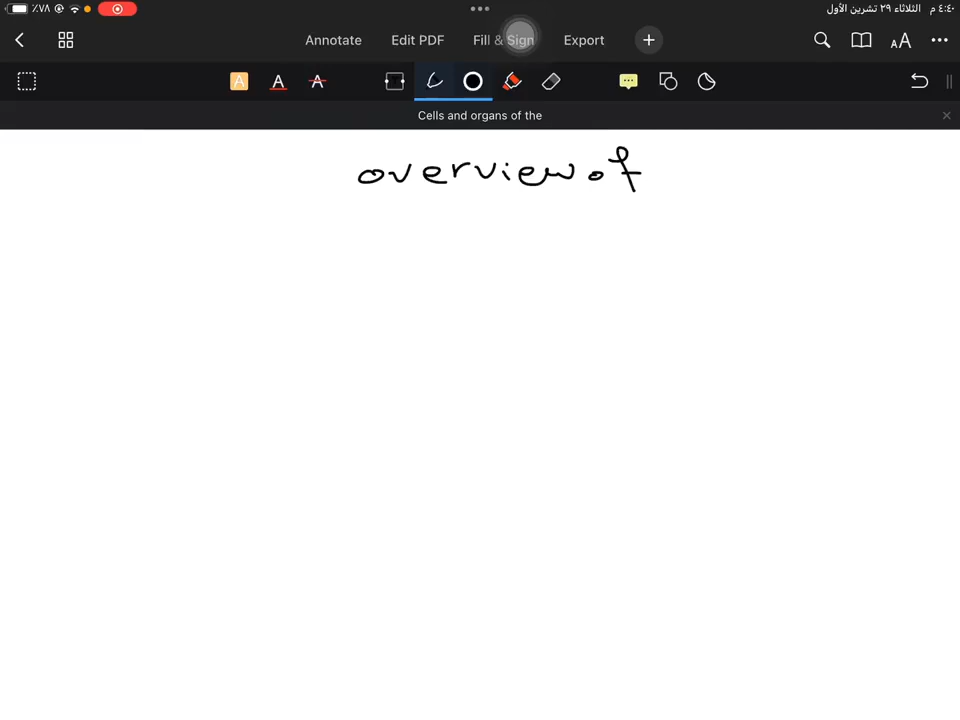 ٪٧٨ ٤:٤٠ م الثلاثاء ٢٩ تشرين الأول
Annotate Edit PDF Fill & Sign Export
AA
A A A
Cells and organs of the
overview of